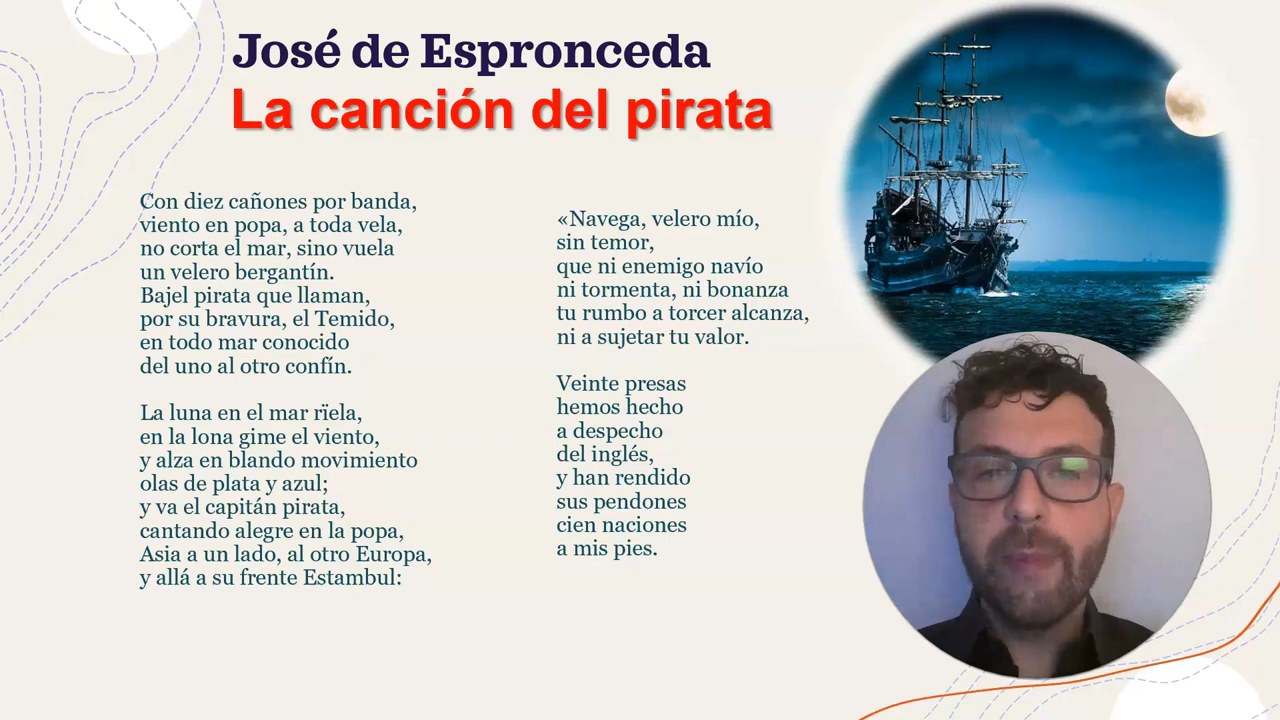 José de Espronceda
La canción del pirata
Con diez cañones por banda,
viento en popa, a toda vela,
no corta el mar, sino vuela
un velero bergantín.
Bajel pirata que llaman,
por su bravura, el Temido,
en todo mar conocido
del uno al otro confín.
La luna en el mar rïela,
en la lona gime el viento,
y alza en blando movimiento
olas de plata y azul;
y va el capitán pirata,
cantando alegre en la popa,
Asia a un lado, al otro Europa,
y allá a su frente Estambul:
«Navega, velero mío,
sin temor,
que ni enemigo navío
ni tormenta, ni bonanza
tu rumbo a torcer alcanza,
ni a sujetar tu valor.
Veinte presas
hemos hecho
a despecho
del inglés,
y han rendido
sus pendones
cien naciones
a mis pies.